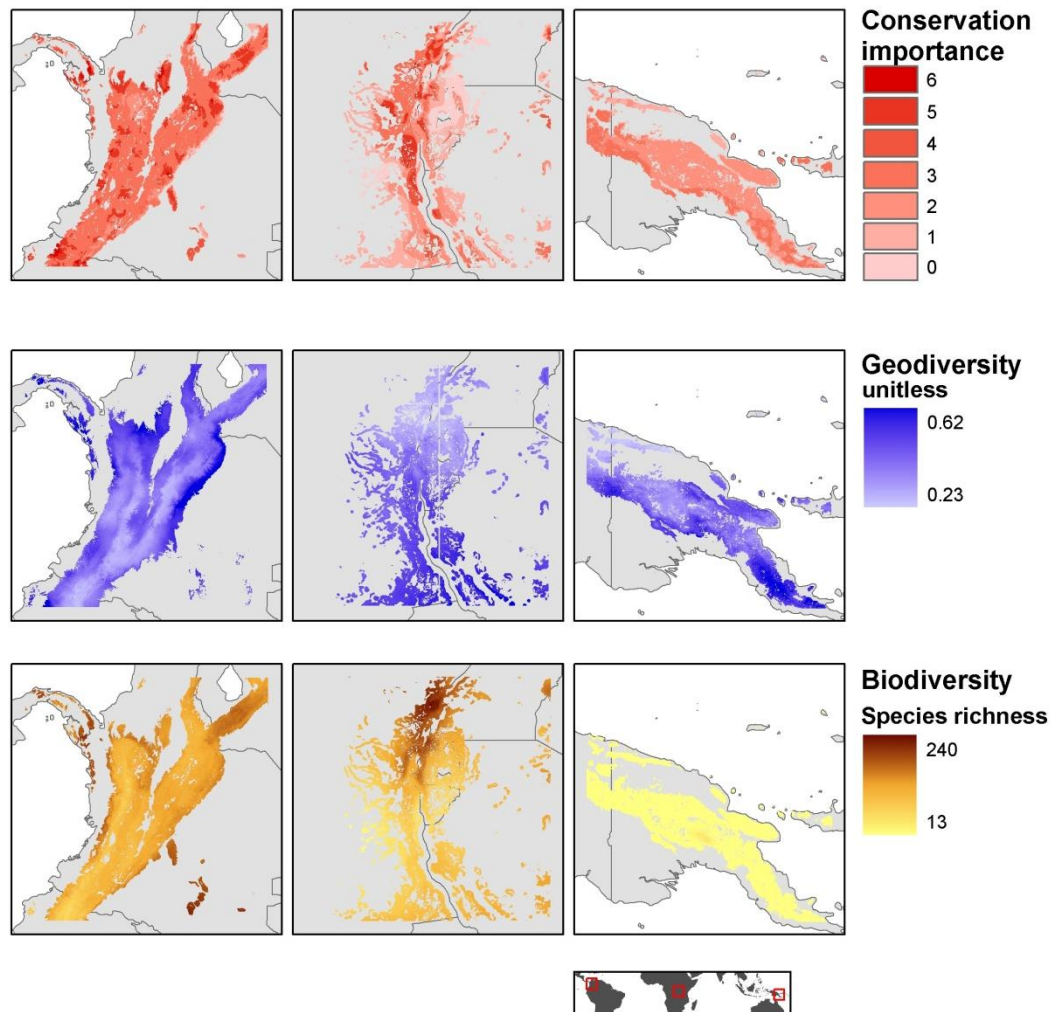 Conservation
importance
6
5
4
3
2
1
0
Geodiversity
unitless
0.62
0.23
Biodiversity
Species richness
240
13